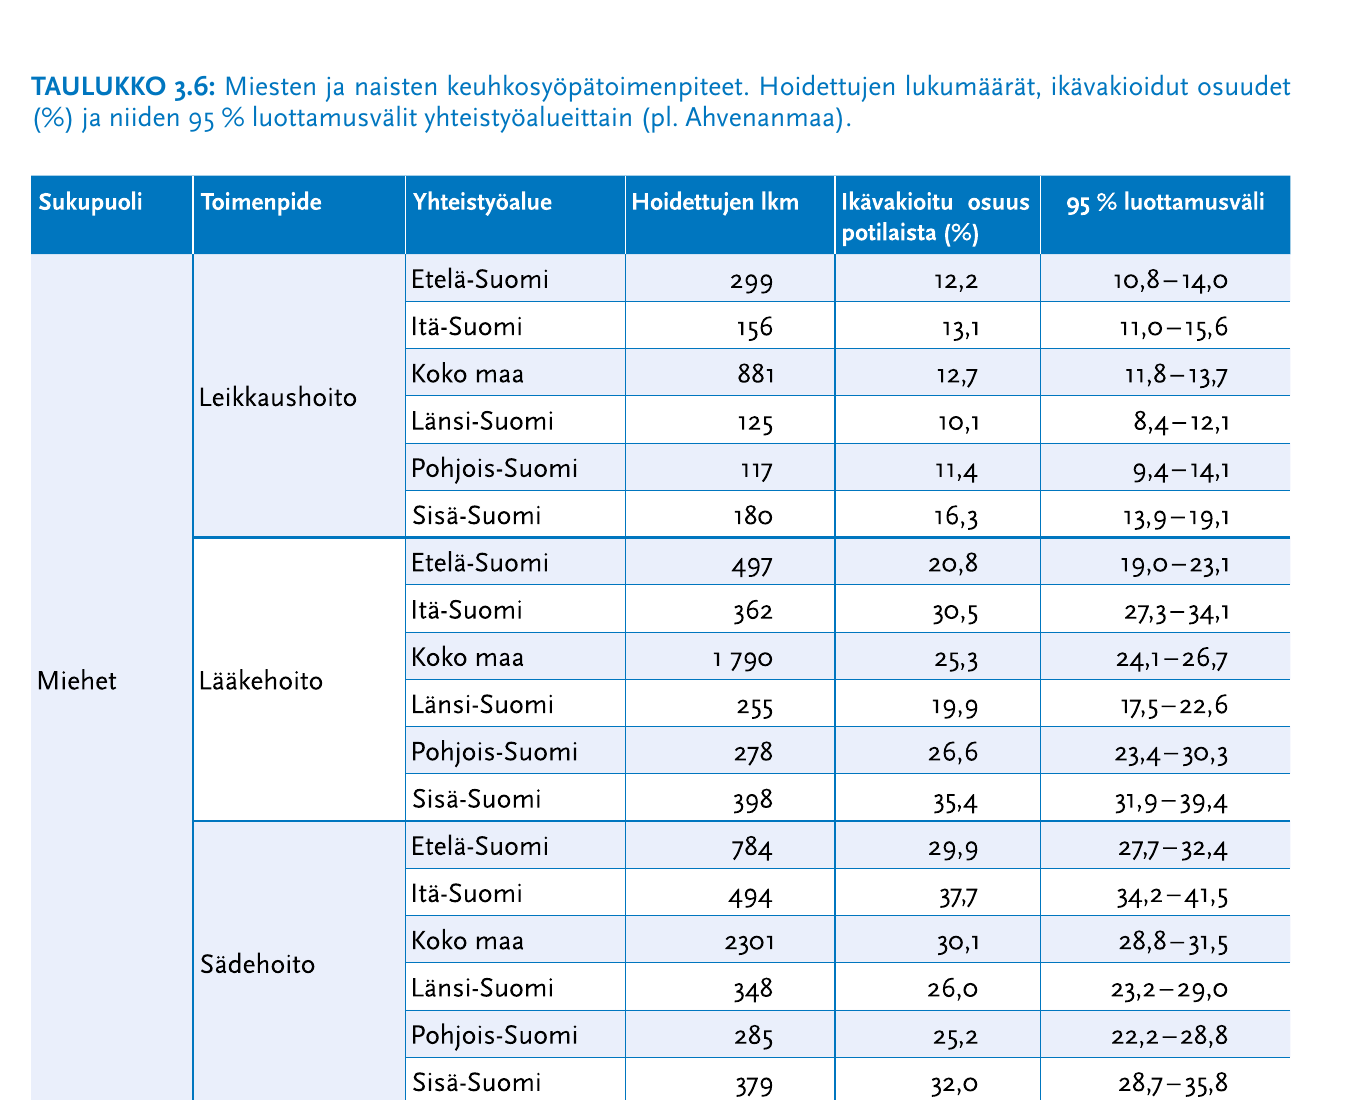 TAULUKKO 3.6: Miesten ja naisten keuhkosyöpätoimenpiteet. Hoidettujen lukumäärät, ikävakioidut osuudet
(%) ja niiden 95 % luottamusvälit yhteistyöalueittain (pl. Ahvenanmaa).
Sukupuoli Toimenpide Yhteistyöalue Hoidettujen lkm Ikävakioitu osuus 95 % luottamusväli
potilaista (%)
Etelä-Suomi 299 12,2 10,8–14,0
Itä-Suomi 156 13,1 11,0–15,6
Koko maa 881 12,7 11,8–13,7
Leikkaushoito
Länsi-Suomi 125 10,1 8,4–12,1
Pohjois-Suomi 117 11,4 9,4–14,1
Sisä-Suomi 180 16,3 13,9–19,1
Etelä-Suomi 497 20,8 19,0–23,1
Itä-Suomi 362 30,5 27,3–34,1
Koko maa 1 790 25,3 24,1–26,7
Miehet Lääkehoito
Länsi-Suomi 255 19,9 17,5–22,6
Pohjois-Suomi 278 26,6 23,4–30,3
Sisä-Suomi 398 35,4 31,9–39,4
Etelä-Suomi 784 29,9 27,7–32,4
Itä-Suomi 494 37,7 34,2–41,5
Koko maa 2301 30,1 28,8–31,5
Sädehoito
Länsi-Suomi 348 26,0 23,2–29,0
Pohjois-Suomi 285 25,2 22,2–28,8
Sisä-Suomi 379 32,0 28,7–35,8